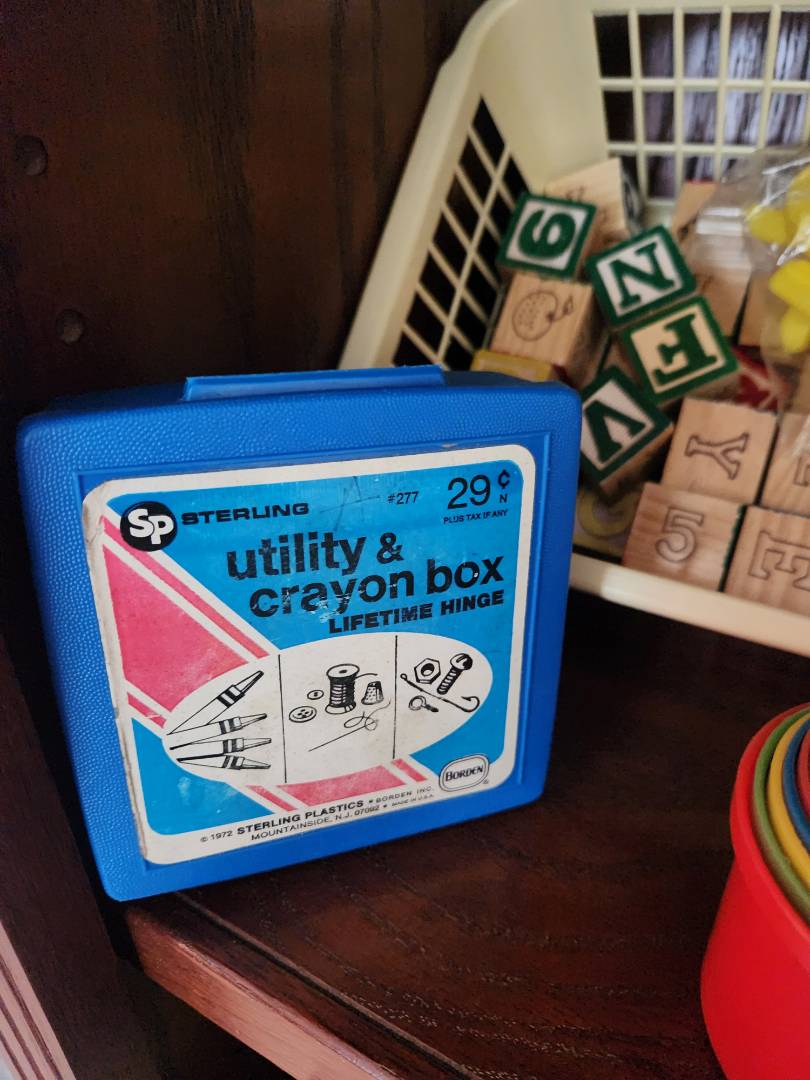 SP STERLING
#277
29¢
N
PLUS TAX IF ANY
utility &
crayon box
LIFETIME HINGE
BORDEN
®
© 1972 STERLING PLASTICS • BORDEN INC.
MOUNTAINSIDE, N.J. 07092 • MADE IN U.S.A.
9
N
F
V
Y
5
E